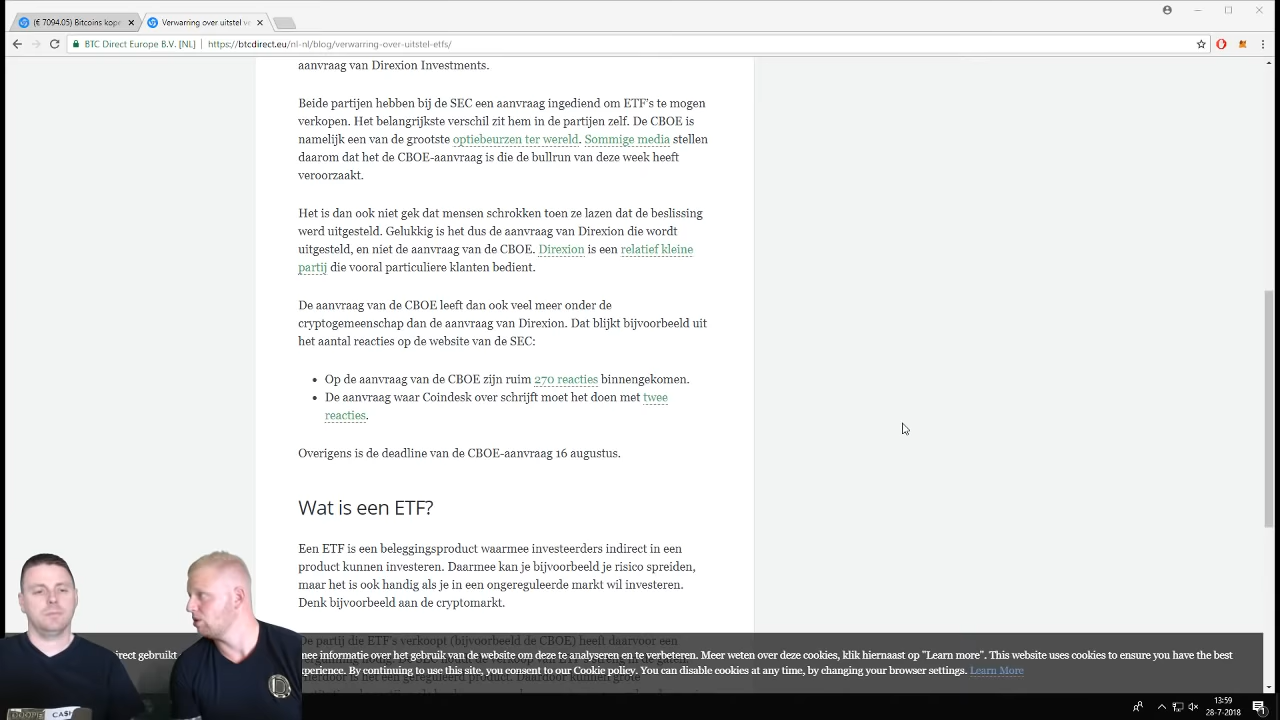 (€ 7094.05) Bitcoins kope
Verwarring over uitstel ve
BTC Direct Europe B.V. [NL]
https://btcdirect.eu/nl-nl/blog/verwarring-over-uitstel-etfs/
aanvraag van Direxion Investments.
Beide partijen hebben bij de SEC een aanvraag ingediend om ETF's te mogen
verkopen. Het belangrijkste verschil zit hem in de partijen zelf. De CBOE is
namelijk een van de grootste optiebeurzen ter wereld. Sommige media stellen
daarom dat het de CBOE-aanvraag is die de bullrun van deze week heeft
veroorzaakt.
Het is dan ook niet gek dat mensen schrokken toen ze lazen dat de beslissing
werd uitgesteld. Gelukkig is het dus de aanvraag van Direxion die wordt
uitgesteld, en niet de aanvraag van de CBOE. Direxion is een relatief kleine
partij die vooral particuliere klanten bedient.
De aanvraag van de CBOE leeft dan ook veel meer onder de
cryptogemeenschap dan de aanvraag van Direxion. Dat blijkt bijvoorbeeld uit
het aantal reacties op de website van de SEC:
• Op de aanvraag van de CBOE zijn ruim 270 reacties binnengekomen.
• De aanvraag waar Coindesk over schrijft moet het doen met twee
reacties.
Overigens is de deadline van de CBOE-aanvraag 16 augustus.
Wat is een ETF?
Een ETF is een beleggingsproduct waarmee investeerders indirect in een
product kunnen investeren. Daarmee kan je bijvoorbeeld je risico spreiden,
maar het is ook handig als je in een ongereguleerde markt wil investeren.
Denk bijvoorbeeld aan de cryptomarkt.
De partij die ETF's verkoopt (bijvoorbeeld de CBOE) heeft daarvoor een
irect gebruikt mee informatie over het gebruik van de website om deze te analyseren en te verbeteren. Meer weten over deze cookies, klik hiernaast op "Learn more". This website uses cookies to ensure you have the best
By continuing to use this site, you consent to our Cookie policy. You can disable cookies at any time, by changing your browser settings. Learn More
CA$H
13:59
28-7-2018